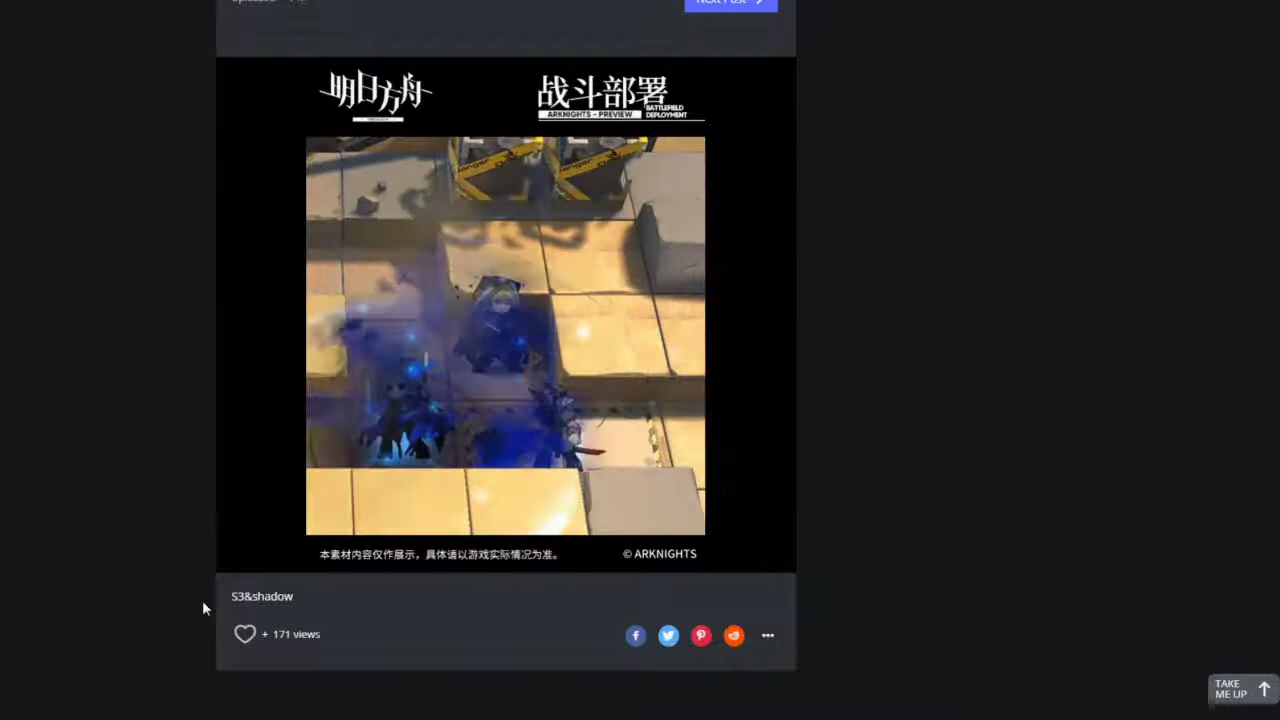 Next Post
明日方舟
战斗部署
ARKNIGHTS - PREVIEW
BATTLEFIELD
DEPLOYMENT
本素材内容仅作展示，具体请以游戏实际情况为准。
© ARKNIGHTS
S3&shadow
+ 171 views
TAKE
ME UP